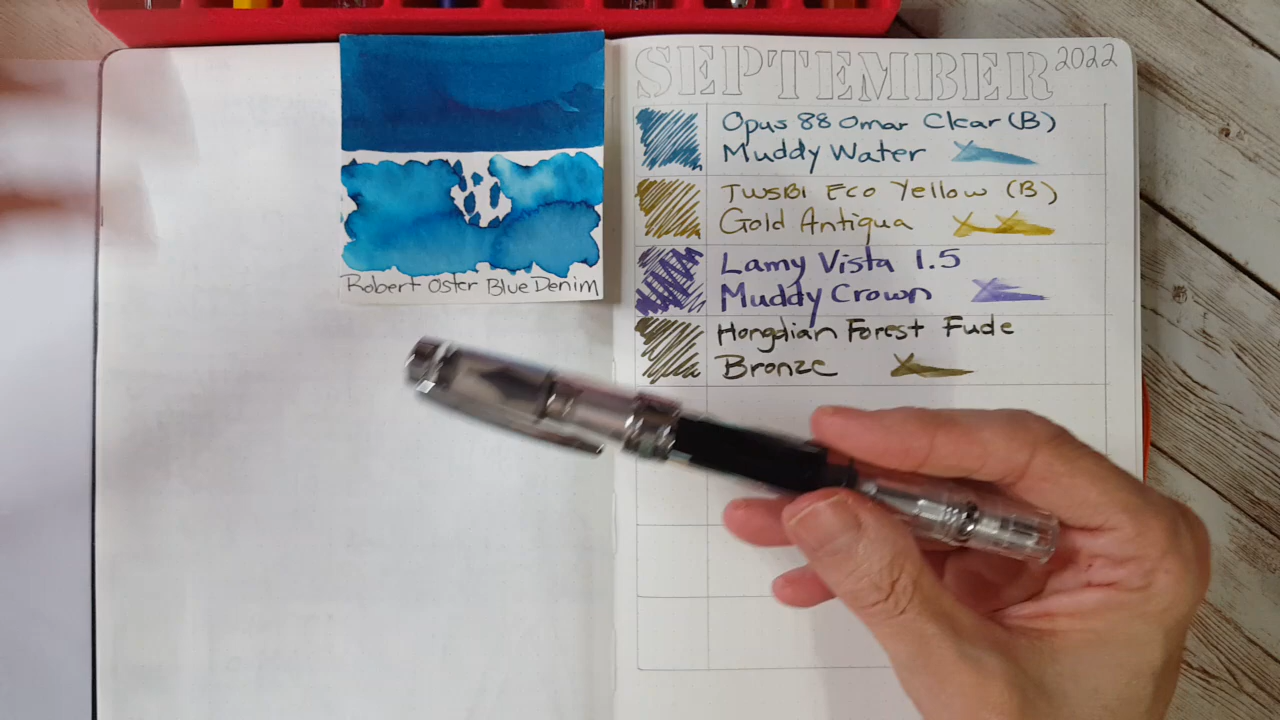 SEPTEMBER 2022
Opus 88 Omar Clear (B)
Muddy Water
TWSBI Eco Yellow (B)
Gold Antiqua
Lamy Vista 1.5
Muddy Crown
Hongdian Forest Fude
Bronze
Robert Oster Blue Denim